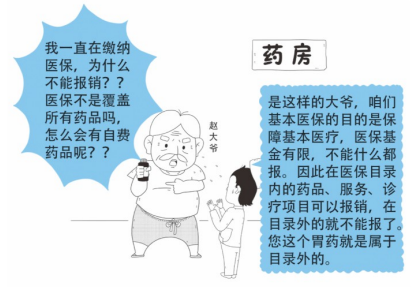 我一直在缴纳
医保，为什么
不能报销？？
医保不是覆盖
所有药品吗，
怎么会有自费
药品呢？？
赵大爷
药房
是这样的大爷，咱们
基本医保的目的是保
障基本医疗，医保基
金有限，不能什么都
报。因此在医保目录
内的药品、服务、诊
疗项目可以报销，在
目录外的就不能报了。
您这个胃药就是属于
目录外的。